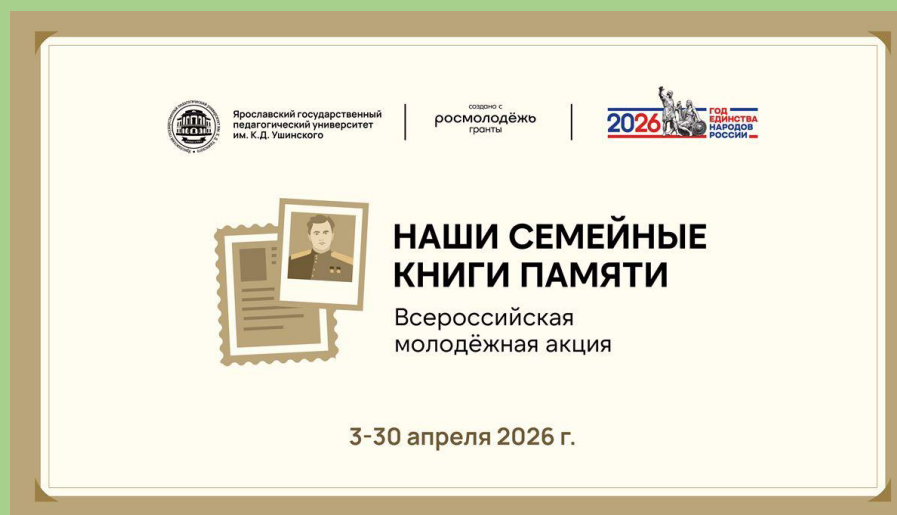 Ярославский государственный
педагогический университет
им. К.Д. Ушинского
создано с
росмолодёжь
гранты
2026
ГОД
ЕДИНСТВА
НАРОДОВ
РОССИИ
НАШИ СЕМЕЙНЫЕ
КНИГИ ПАМЯТИ
Всероссийская
молодёжная акция
3-30 апреля 2026 г.